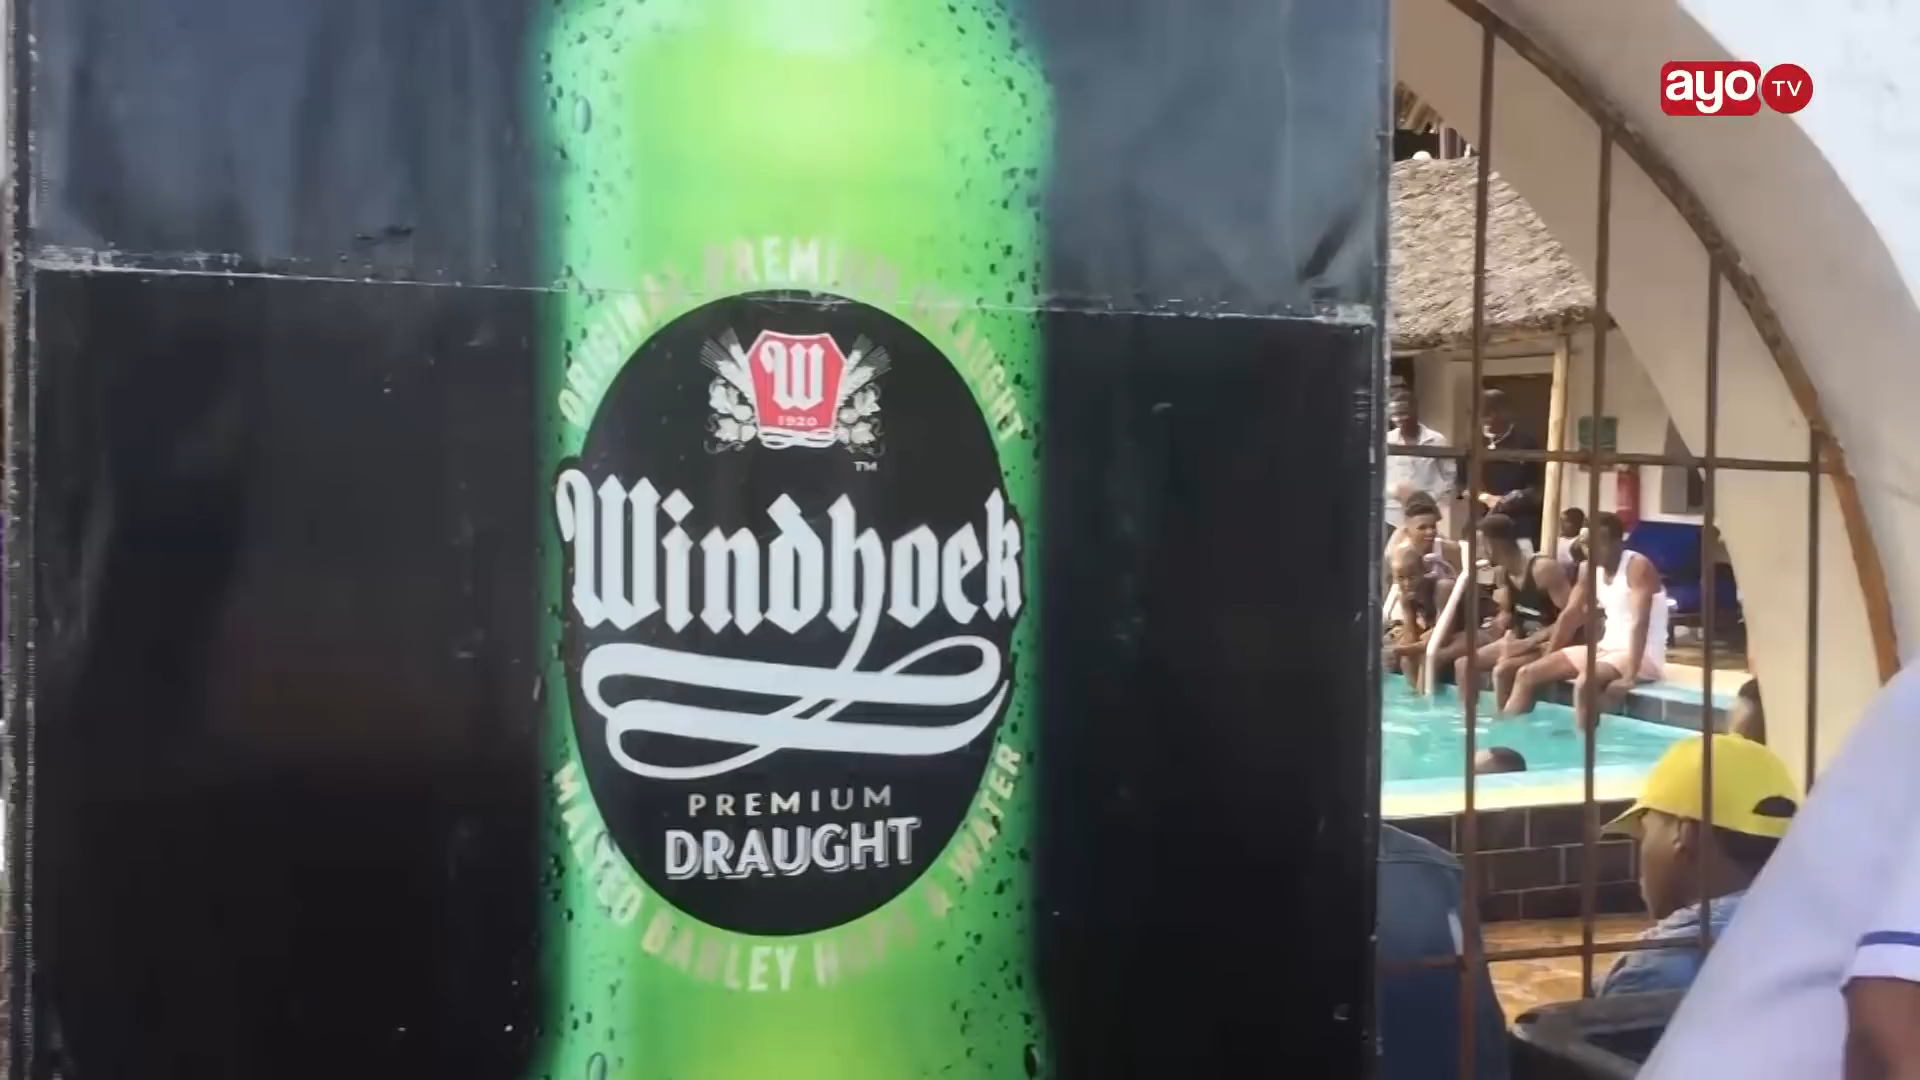 ayo TV
ORIGINAL PREMIUM DRAUGHT
W
1920
TM
Windhoek
PREMIUM
DRAUGHT
MALTED BARLEY HOPS & WATER